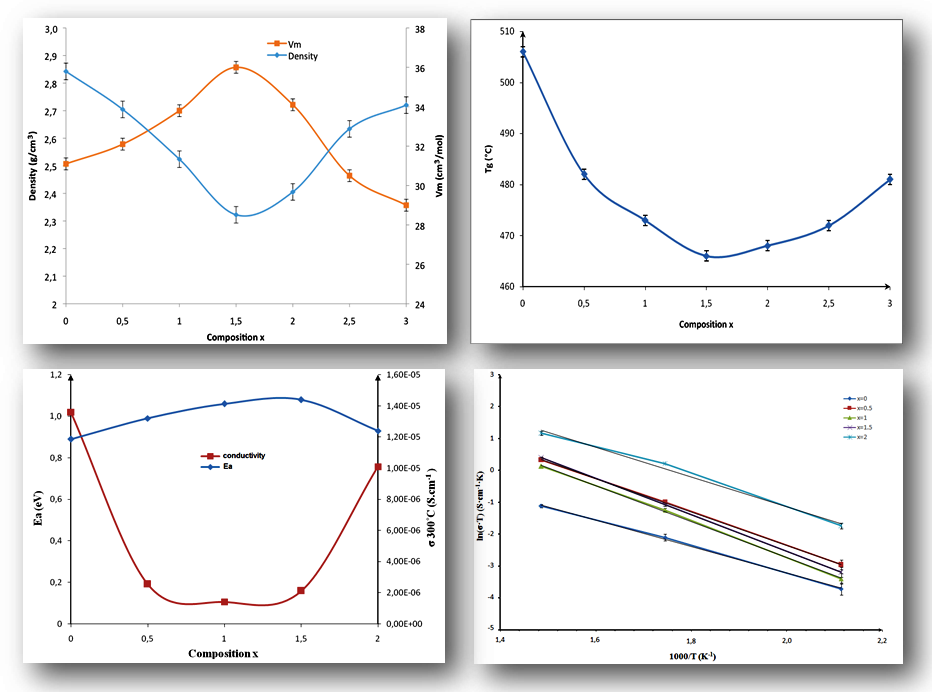 3,0
2,9
2,8
2,7
2,6
2,5
2,4
2,3
2,2
2,1
2
Density (g/cm³)
38
36
34
32
30
28
26
24
Vm (cm³/mol)
Vm
Density
0 0,5 1 1,5 2 2,5 3
Composition x
510
500
490
480
470
460
Tg (°C)
0 0,5 1 1,5 2 2,5 3
Composition x
1,2
1,0
0,8
0,6
0,4
0,2
0
Ea (eV)
1,60E-05
1,40E-05
1,20E-05
1,00E-05
8,00E-06
6,00E-06
4,00E-06
2,00E-06
0,00E+00
σ 300°C (S.cm⁻¹)
conductivity
Ea
0 0,5 1 1,5 2
Composition x
3
2
1
0
-1
-2
-3
-4
-5
ln(σ·T) (S·cm⁻¹·K)
x=0
x=0.5
x=1
x=1.5
x=2
1,4 1,6 1,8 2,0 2,2
1000/T (K⁻¹)